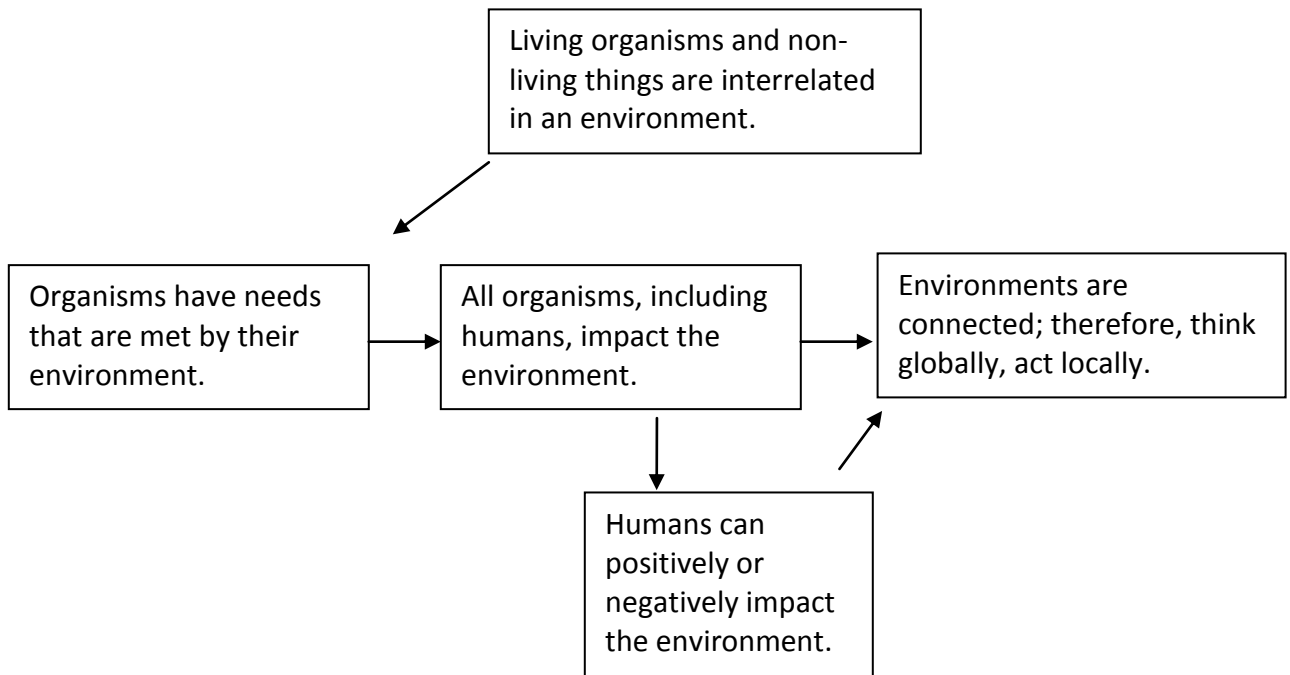 Living organisms and non-
living things are interrelated
in an environment.
Organisms have needs
that are met by their
environment.
All organisms, including
humans, impact the
environment.
Environments are
connected; therefore, think
globally, act locally.
Humans can
positively or
negatively impact
the environment.